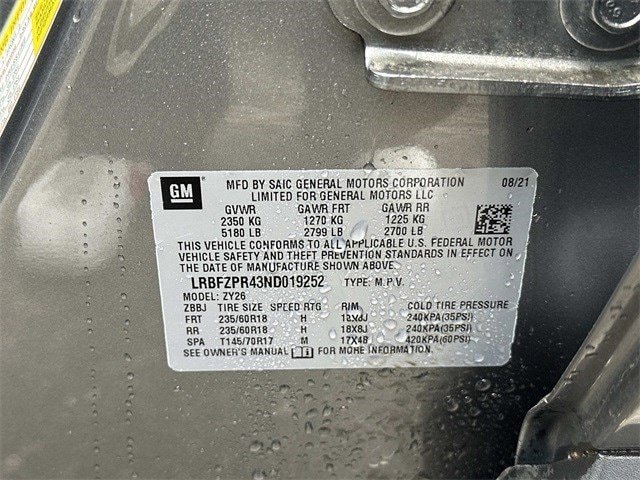 GM
MFD BY SAIC GENERAL MOTORS CORPORATION 08/21
LIMITED FOR GENERAL MOTORS LLC
GVWR GAWR FRT GAWR RR
2350 KG 1270 KG 1225 KG
5180 LB 2799 LB 2700 LB
THIS VEHICLE CONFORMS TO ALL APPLICABLE U.S. FEDERAL MOTOR
VEHICLE SAFETY AND THEFT PREVENTION STANDARDS IN EFFECT ON
THE DATE OF MANUFACTURE SHOWN ABOVE.
LRBFZPR43ND019252 TYPE: M.P.V.
MODEL: ZY26
ZBBJ TIRE SIZE SPEED RTG RIM COLD TIRE PRESSURE
FRT 235/60R18 H 18X8J 240KPA(35PSI)
RR 235/60R18 H 18X8J 240KPA(35PSI)
SPA T145/70R17 M 17X4B 420KPA(60PSI)
SEE OWNER'S MANUAL FOR MORE INFORMATION.